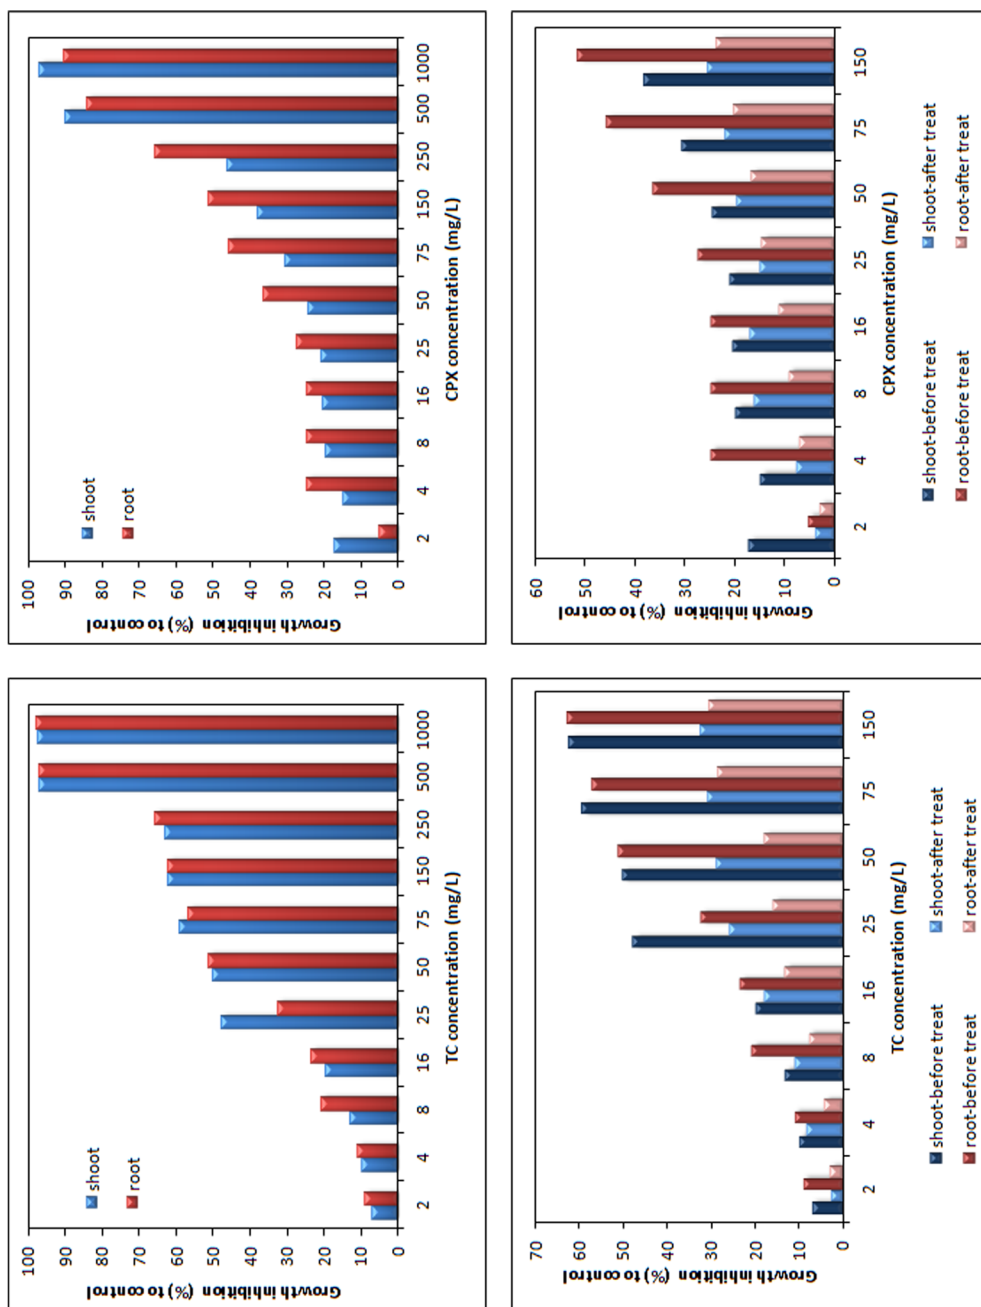 Growth inhibition (%) to control
100
90
80
70
60
50
40
30
20
10
0
shoot
root
2 4 8 16 25 50 75 150 250 500 1000
TC concentration (mg/L)
Growth inhibition (%) to control
100
90
80
70
60
50
40
30
20
10
0
shoot
root
2 4 8 16 25 50 75 150 250 500 1000
CPX concentration (mg/L)
Growth inhibition (%) to control
70
60
50
40
30
20
10
0
2 4 8 16 25 50 75 150
TC concentration (mg/L)
shoot-before treat shoot-after treat
root-before treat root-after treat
Growth inhibition (%) to control
60
50
40
30
20
10
0
2 4 8 16 25 50 75 150
CPX concentration (mg/L)
shoot-before treat shoot-after treat
root-before treat root-after treat